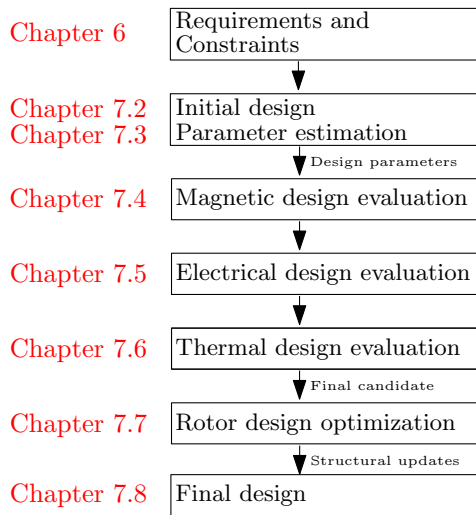 Chapter 6
Requirements and
Constraints
Chapter 7.2
Initial design
Chapter 7.3
Parameter estimation
Design parameters
Chapter 7.4
Magnetic design evaluation
Chapter 7.5
Electrical design evaluation
Chapter 7.6
Thermal design evaluation
Final candidate
Chapter 7.7
Rotor design optimization
Structural updates
Chapter 7.8
Final design